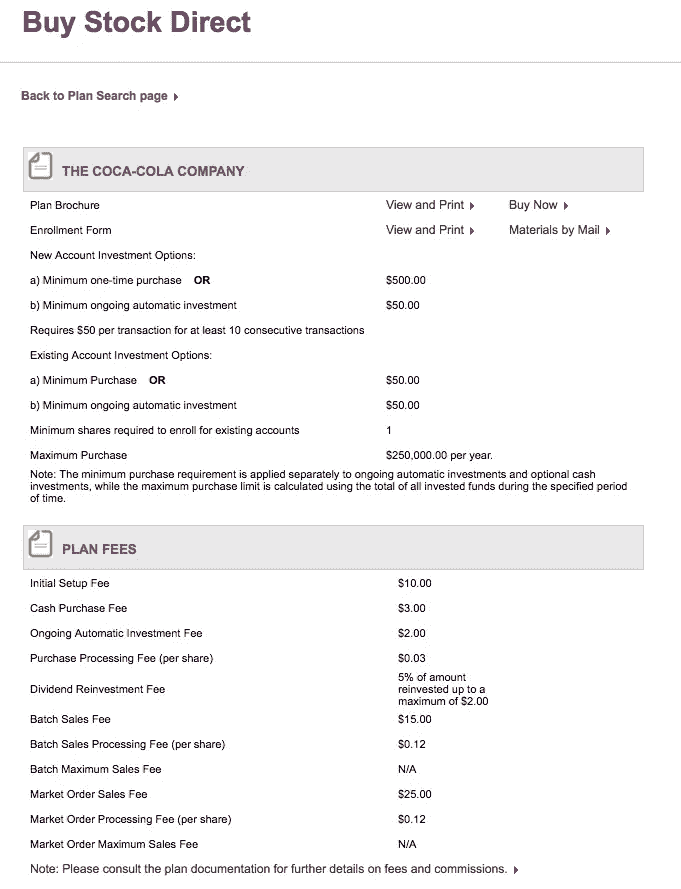 Buy Stock Direct
Back to Plan Search page
THE COCA-COLA COMPANY
Plan Brochure View and Print Buy Now
Enrollment Form View and Print Materials by Mail
New Account Investment Options:
a) Minimum one-time purchase OR $500.00
b) Minimum ongoing automatic investment $50.00
Requires $50 per transaction for at least 10 consecutive transactions
Existing Account Investment Options:
a) Minimum Purchase OR $50.00
b) Minimum ongoing automatic investment $50.00
Minimum shares required to enroll for existing accounts 1
Maximum Purchase $250,000.00 per year.
Note: The minimum purchase requirement is applied separately to ongoing automatic investments and optional cash
investments, while the maximum purchase limit is calculated using the total of all invested funds during the specified period
of time.
PLAN FEES
Initial Setup Fee $10.00
Cash Purchase Fee $3.00
Ongoing Automatic Investment Fee $2.00
Purchase Processing Fee (per share) $0.03
Dividend Reinvestment Fee 5% of amount
reinvested up to a
maximum of $2.00
Batch Sales Fee $15.00
Batch Sales Processing Fee (per share) $0.12
Batch Maximum Sales Fee N/A
Market Order Sales Fee $25.00
Market Order Processing Fee (per share) $0.12
Market Order Maximum Sales Fee N/A
Note: Please consult the plan documentation for further details on fees and commissions.